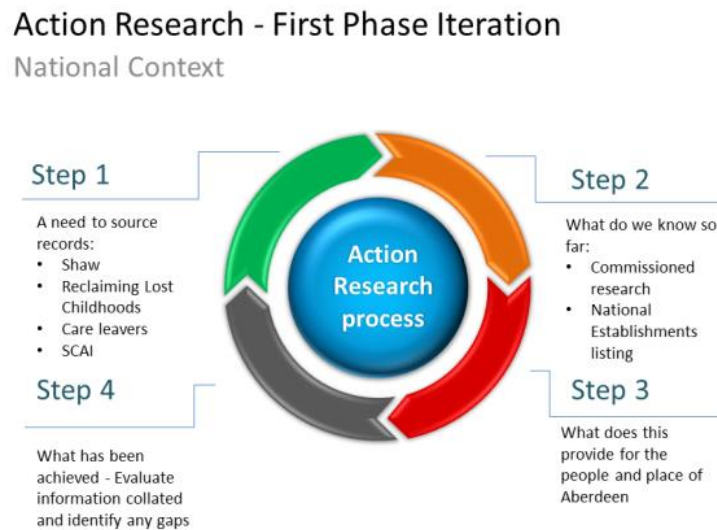 Action Research - First Phase Iteration
National Context
Step 1
A need to source
records:
• Shaw
• Reclaiming Lost
Childhoods
• Care leavers
• SCAI
Step 2
What do we know so
far:
• Commissioned
research
• National
Establishments
listing
Action
Research
process
Step 3
What does this
provide for the
people and place of
Aberdeen
Step 4
What has been
achieved - Evaluate
information collated
and identify any gaps